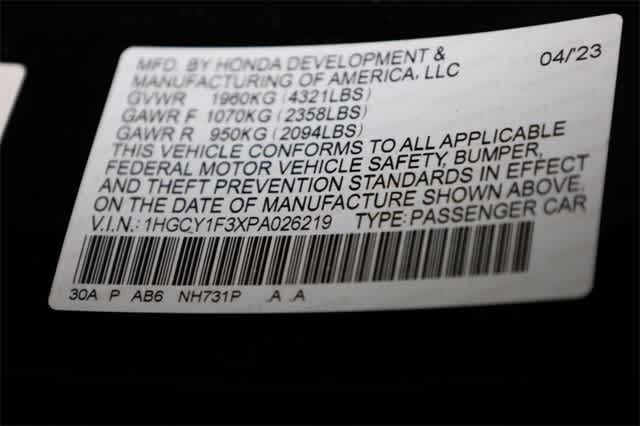 MFD. BY HONDA DEVELOPMENT &
MANUFACTURING OF AMERICA, LLC
04/'23
GVWR 1960KG (4321LBS)
GAWR F 1070KG (2358LBS)
GAWR R 950KG (2094LBS)
THIS VEHICLE CONFORMS TO ALL APPLICABLE
FEDERAL MOTOR VEHICLE SAFETY, BUMPER,
AND THEFT PREVENTION STANDARDS IN EFFECT
ON THE DATE OF MANUFACTURE SHOWN ABOVE.
V.I.N.: 1HGCY1F3XPA026219 TYPE: PASSENGER CAR
30A P AB6 NH731P .A .A